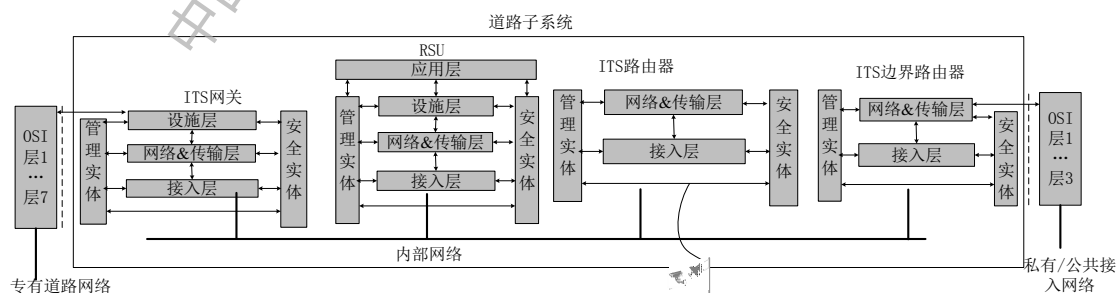 中
道路子系统
RSU
应用层
ITS网关
ITS路由器
ITS边界路由器
OSI
层1
…
层7
管理实体
设施层
网络&传输层
接入层
安全实体
管理实体
设施层
网络&传输层
接入层
安全实体
管理实体
网络&传输层
接入层
安全实体
管理实体
网络&传输层
接入层
安全实体
OSI
层1
…
层3
内部网络
专有道路网络
私有/公共接
入网络